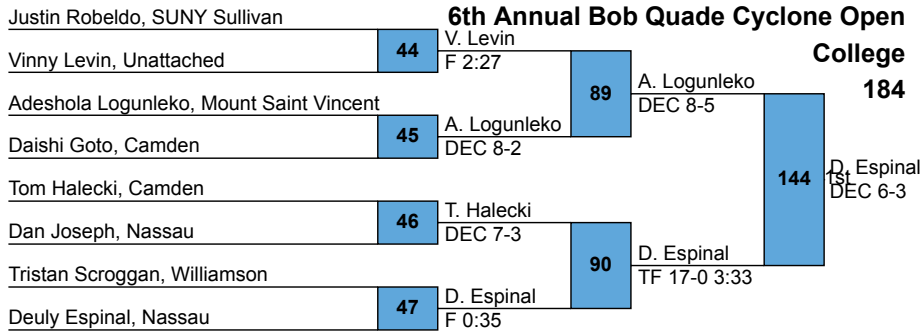 Justin Robeldo, SUNY Sullivan
6th Annual Bob Quade Cyclone Open
44
V. Levin
Vinny Levin, Unattached
F 2:27
College
89
A. Logunleko
184
Adeshola Logunleko, Mount Saint Vincent
DEC 8-5
45
A. Logunleko
Daishi Goto, Camden
DEC 8-2
144
D. Espinal
1st
DEC 6-3
Tom Halecki, Camden
46
T. Halecki
Dan Joseph, Nassau
DEC 7-3
90
D. Espinal
Tristan Scroggan, Williamson
TF 17-0 3:33
47
D. Espinal
Deuly Espinal, Nassau
F 0:35